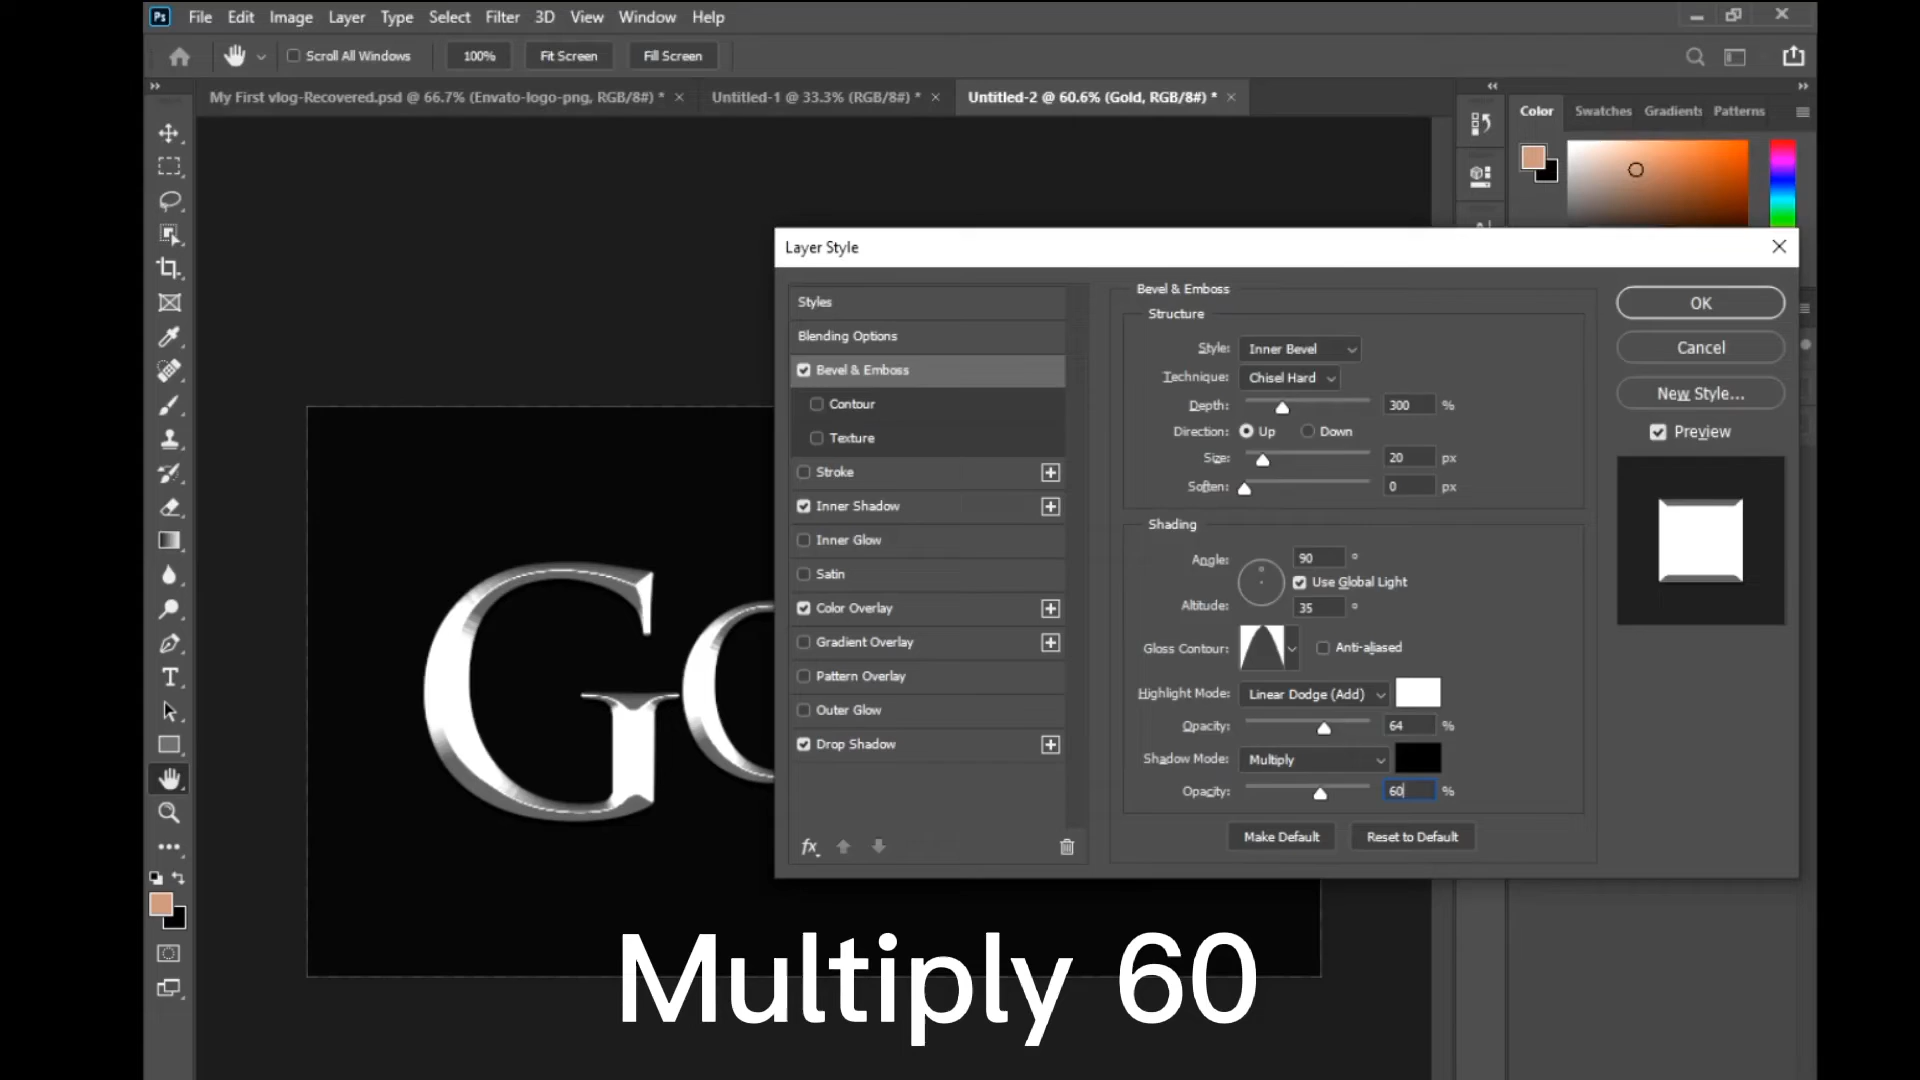 Ps File Edit Image Layer Type Select Filter 3D View Window Help
Scroll All Windows 100% Fit Screen Fill Screen
My First vlog-Recovered.psd @ 66.7% (Envato-logo-png, RGB/8#) * × Untitled-1 @ 33.3% (RGB/8#) * × Untitled-2 @ 60.6% (Gold, RGB/8#) * ×
Color Swatches Gradients Patterns
Layer Style
Styles
Blending Options
Bevel & Emboss
Contour
Texture
Stroke
Inner Shadow
Inner Glow
Satin
Color Overlay
Gradient Overlay
Pattern Overlay
Outer Glow
Drop Shadow
fx
Bevel & Emboss
Structure
Style: Inner Bevel
Technique: Chisel Hard
Depth: 300 %
Direction: Up Down
Size: 20 px
Soften: 0 px
Shading
Angle: 90 °
Use Global Light
Altitude: 35 °
Gloss Contour: Anti-aliased
Highlight Mode: Linear Dodge (Add)
Opacity: 64 %
Shadow Mode: Multiply
Opacity: 60 %
Make Default Reset to Default
OK
Cancel
New Style...
Preview
T
G
Multiply 60